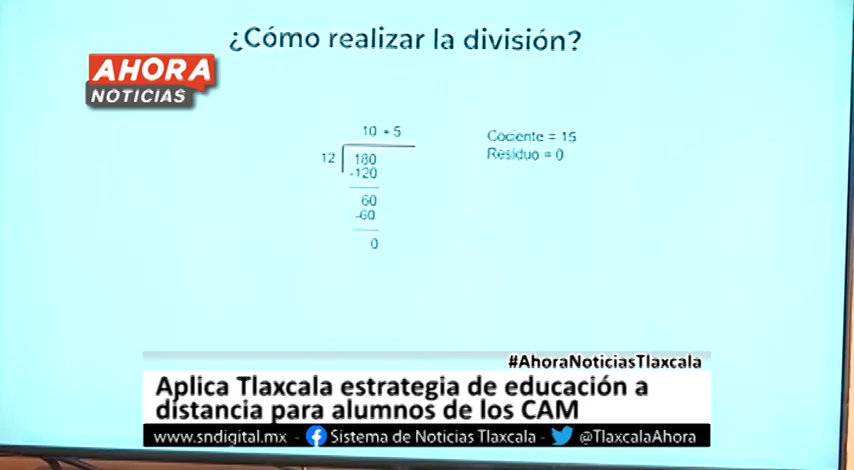 ¿Cómo realizar la división?
AHORA
NOTICIAS
10 + 5
12 180
-120
60
-60
0
Cociente = 15
Residuo = 0
#AhoraNoticiasTlaxcala
Aplica Tlaxcala estrategia de educación a
distancia para alumnos de los CAM
www.sndigital.mx - Sistema de Noticias Tlaxcala - @TlaxcalaAhora